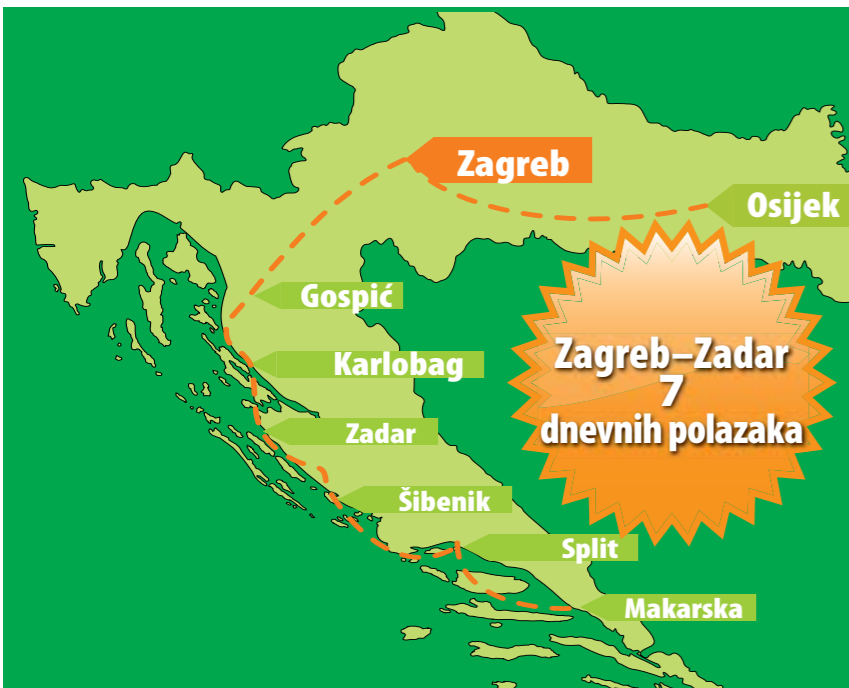 Zagreb
Osijek
Gospić
Karlobag
Zadar
Šibenik
Split
Makarska
Zagreb–Zadar
7
dnevnih polazaka